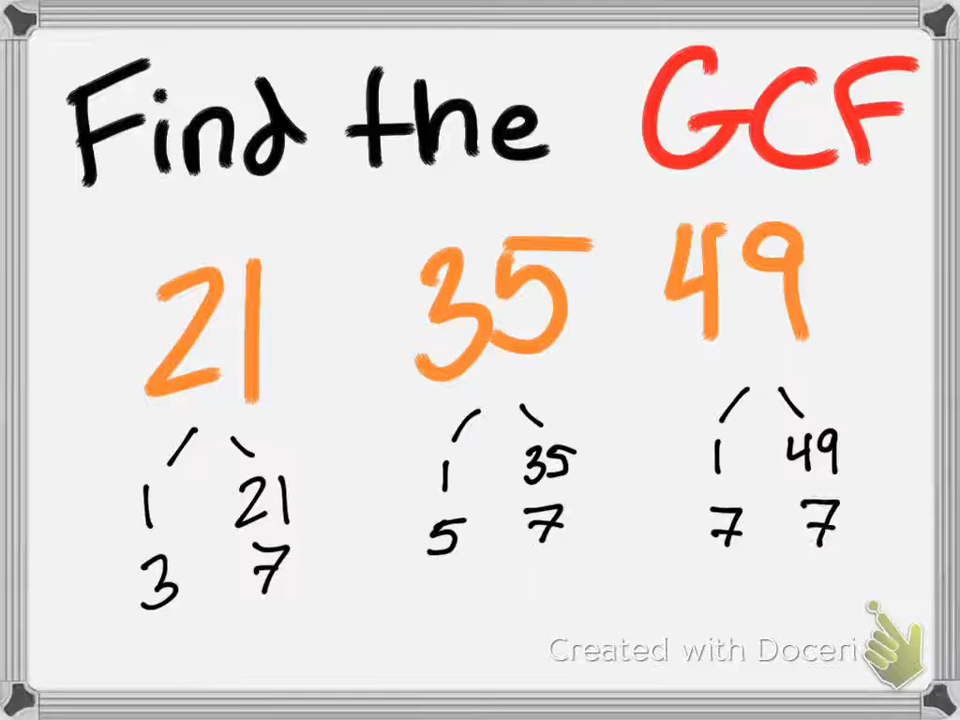 Find the GCF
21 35 49
1 21 1 35 1 49
3 7 5 7 7 7
Created with Doceri